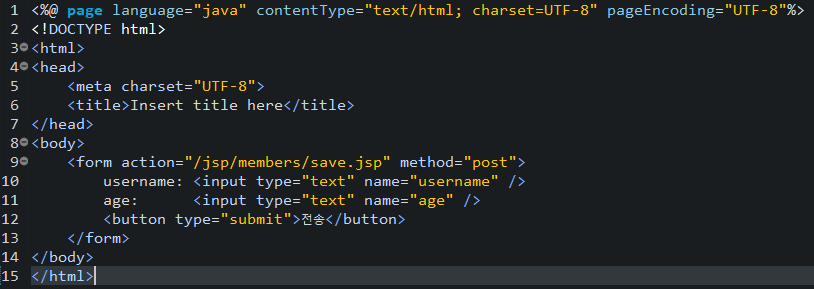 1 <%@ page language="java" contentType="text/html; charset=UTF-8" pageEncoding="UTF-8"%>
2 <!DOCTYPE html>
3 <html>
4 <head>
5     <meta charset="UTF-8">
6     <title>Insert title here</title>
7 </head>
8 <body>
9     <form action="/jsp/members/save.jsp" method="post">
10         username: <input type="text" name="username" />
11         age:      <input type="text" name="age" />
12         <button type="submit">전송</button>
13     </form>
14 </body>
15 </html>